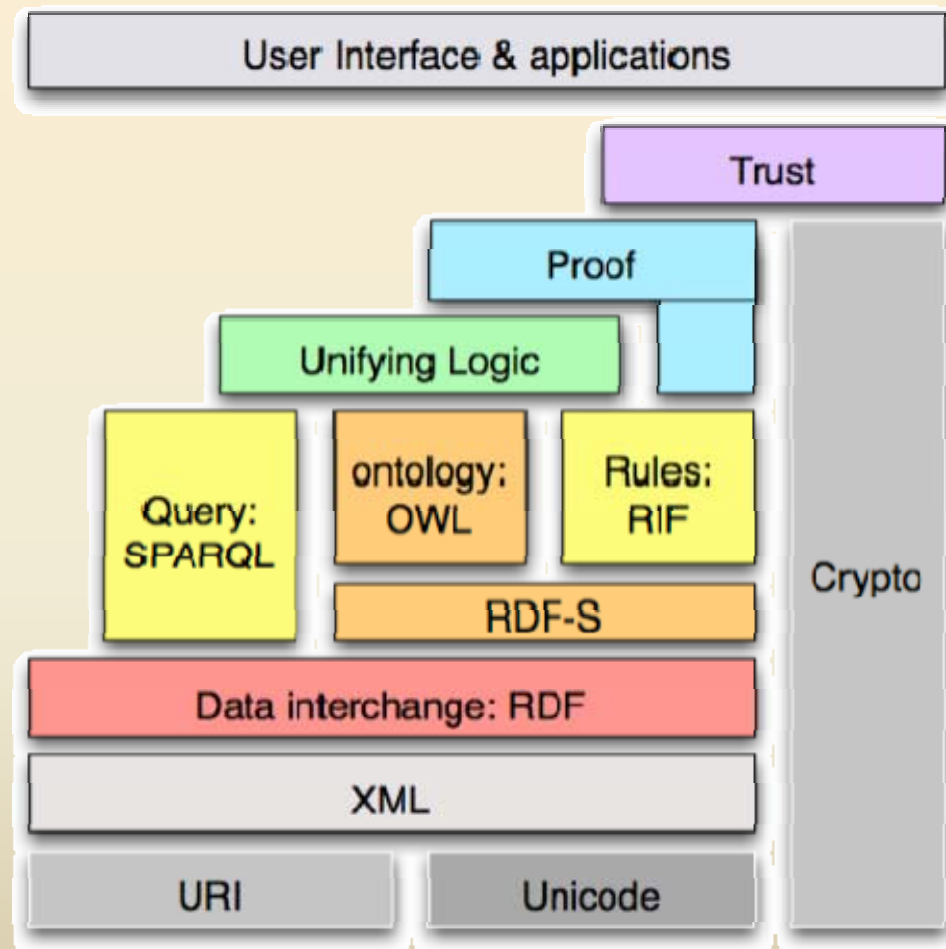 User Interface & applications
Trust
Proof
Unifying Logic
Query:
SPARQL
ontology:
OWL
Rules:
RIF
Crypto
RDF-S
Data interchange: RDF
XML
URI
Unicode